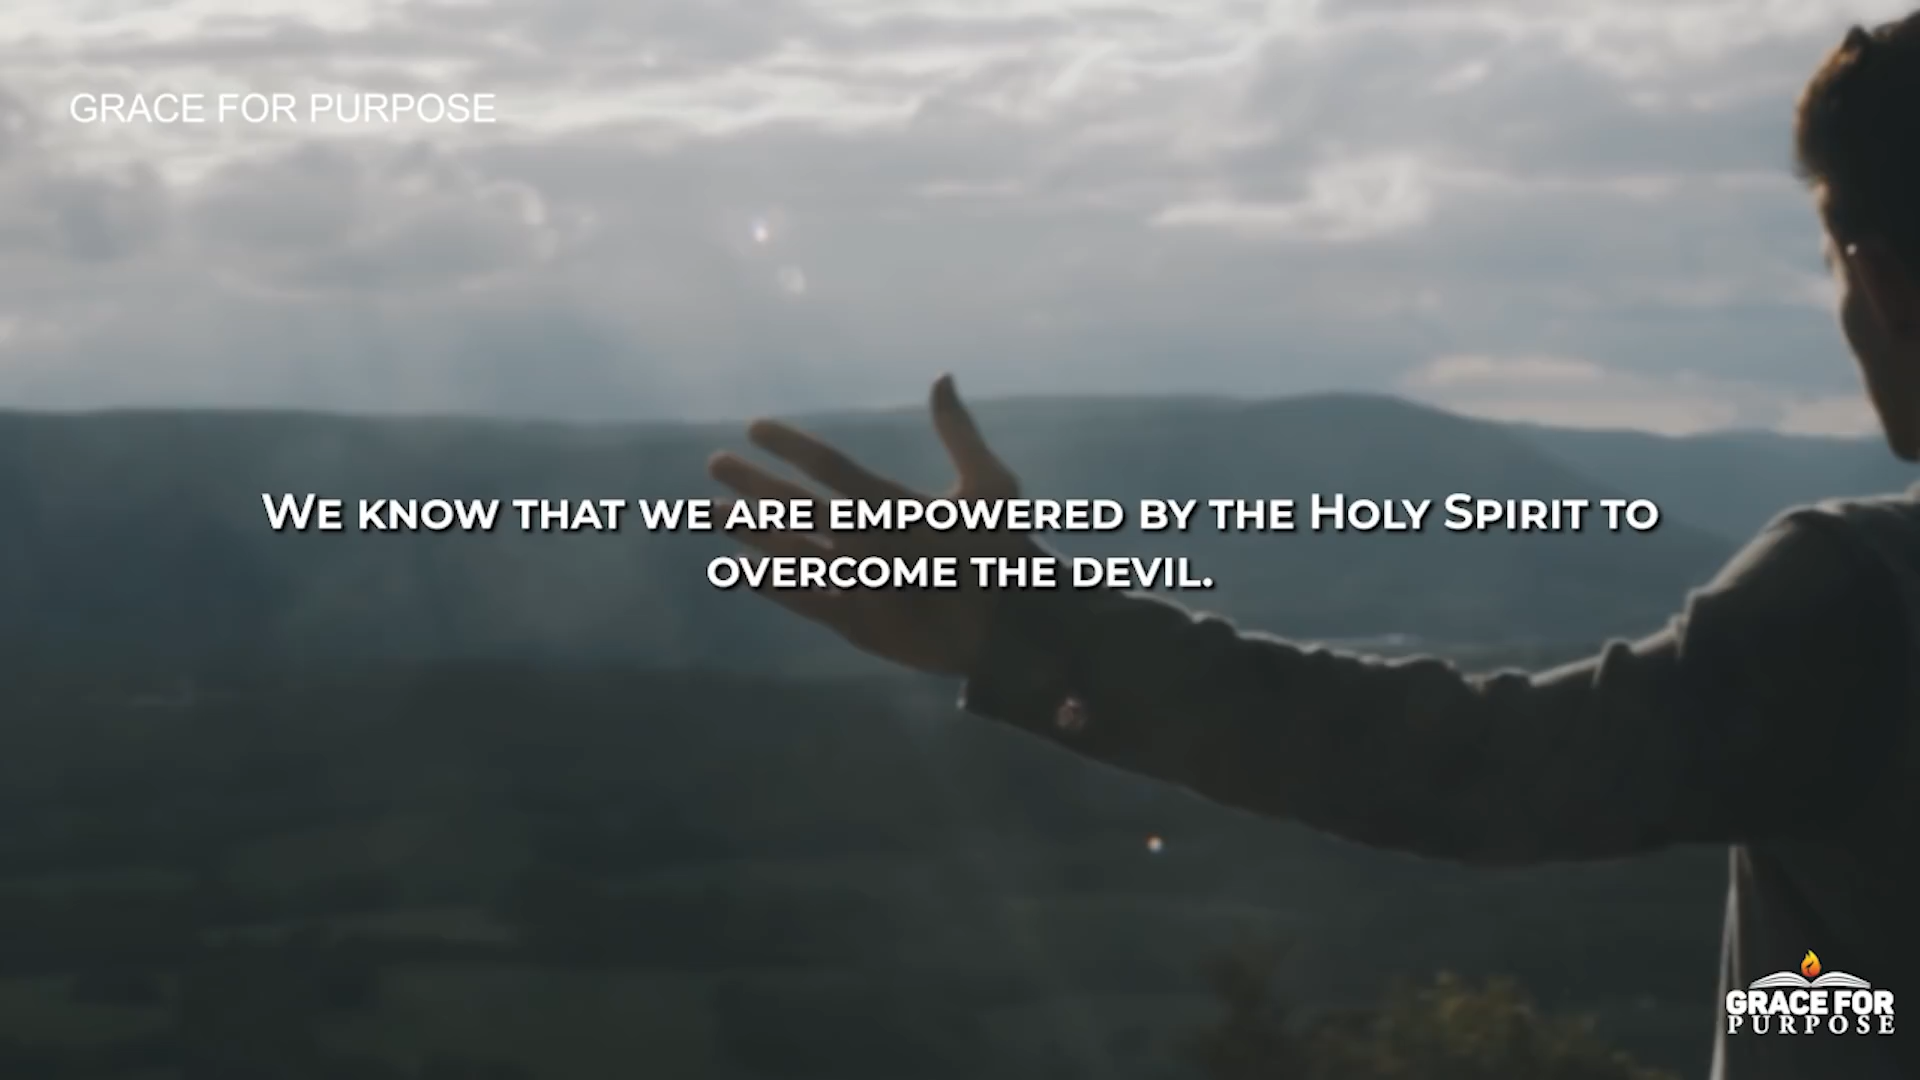 GRACE FOR PURPOSE
We know that we are empowered by the Holy Spirit to
overcome the devil.
GRACE FOR
PURPOSE